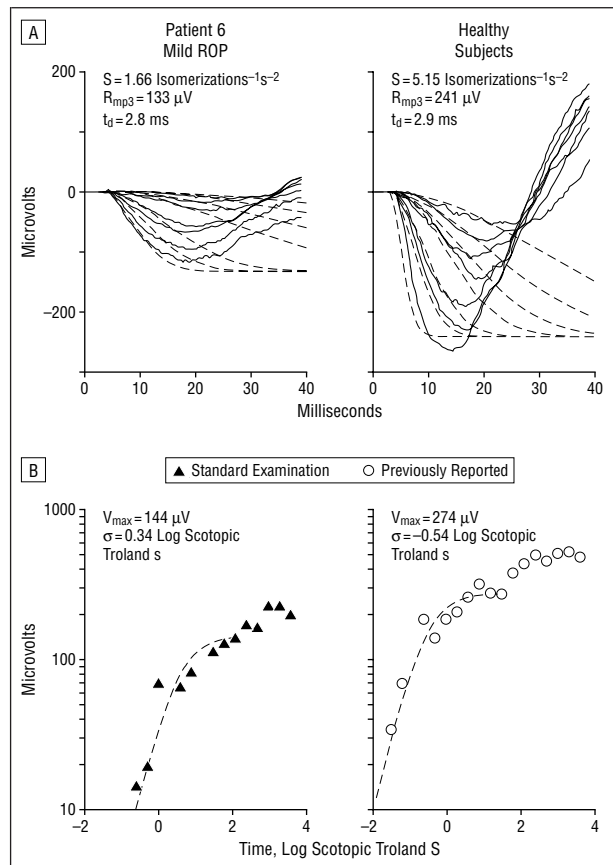 A
Patient 6
Mild ROP
Healthy
Subjects
S = 1.66 Isomerizations–1s–2
Rmp3 = 133 μV
td = 2.8 ms
S = 5.15 Isomerizations–1s–2
Rmp3 = 241 μV
td = 2.9 ms
200
0
–200
Microvolts
0 10 20 30 40
0 10 20 30 40
Milliseconds
B
Standard Examination
Previously Reported
Vmax = 144 μV
σ = 0.34 Log Scotopic
Troland s
Vmax = 274 μV
σ = –0.54 Log Scotopic
Troland s
1000
100
10
Microvolts
–2 0 2 4
–2 0 2 4
Time, Log Scotopic Troland S